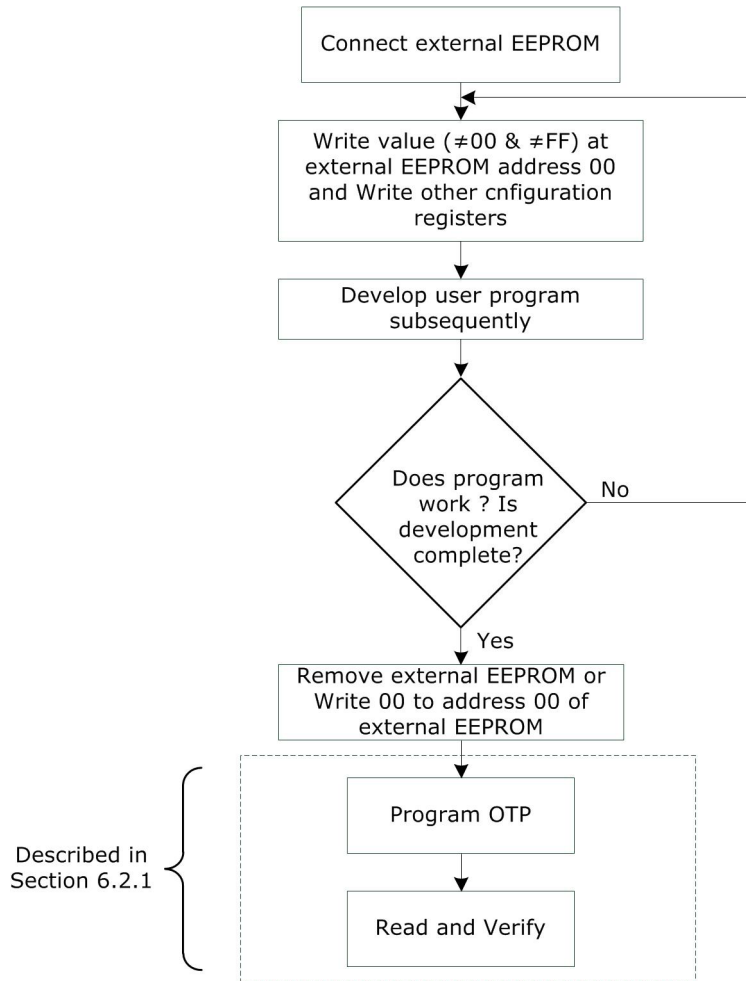 Connect external EEPROM
Write value (≠00 & ≠FF) at
external EEPROM address 00
and Write other cnfiguration
registers
Develop user program
subsequently
Does program
work ? Is
development
complete?
No
Yes
Remove external EEPROM or
Write 00 to address 00 of
external EEPROM
Program OTP
Described in
Section 6.2.1
Read and Verify